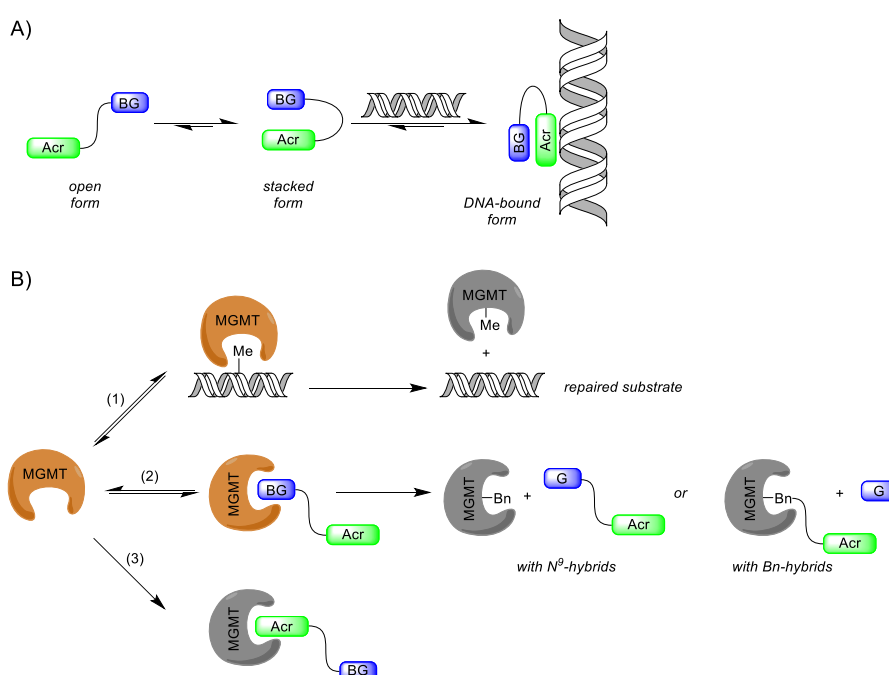 A)
BG
Acr
open
form
BG
Acr
stacked
form
BG
Acr
DNA-bound
form
B)
MGMT
Me
MGMT
Me
+
repaired substrate
(1)
MGMT
(2)
MGMT
BG
Acr
MGMT
Bn
+
G
Acr
or
MGMT
Bn
Acr
+
G
with N⁹-hybrids
with Bn-hybrids
(3)
MGMT
Acr
BG